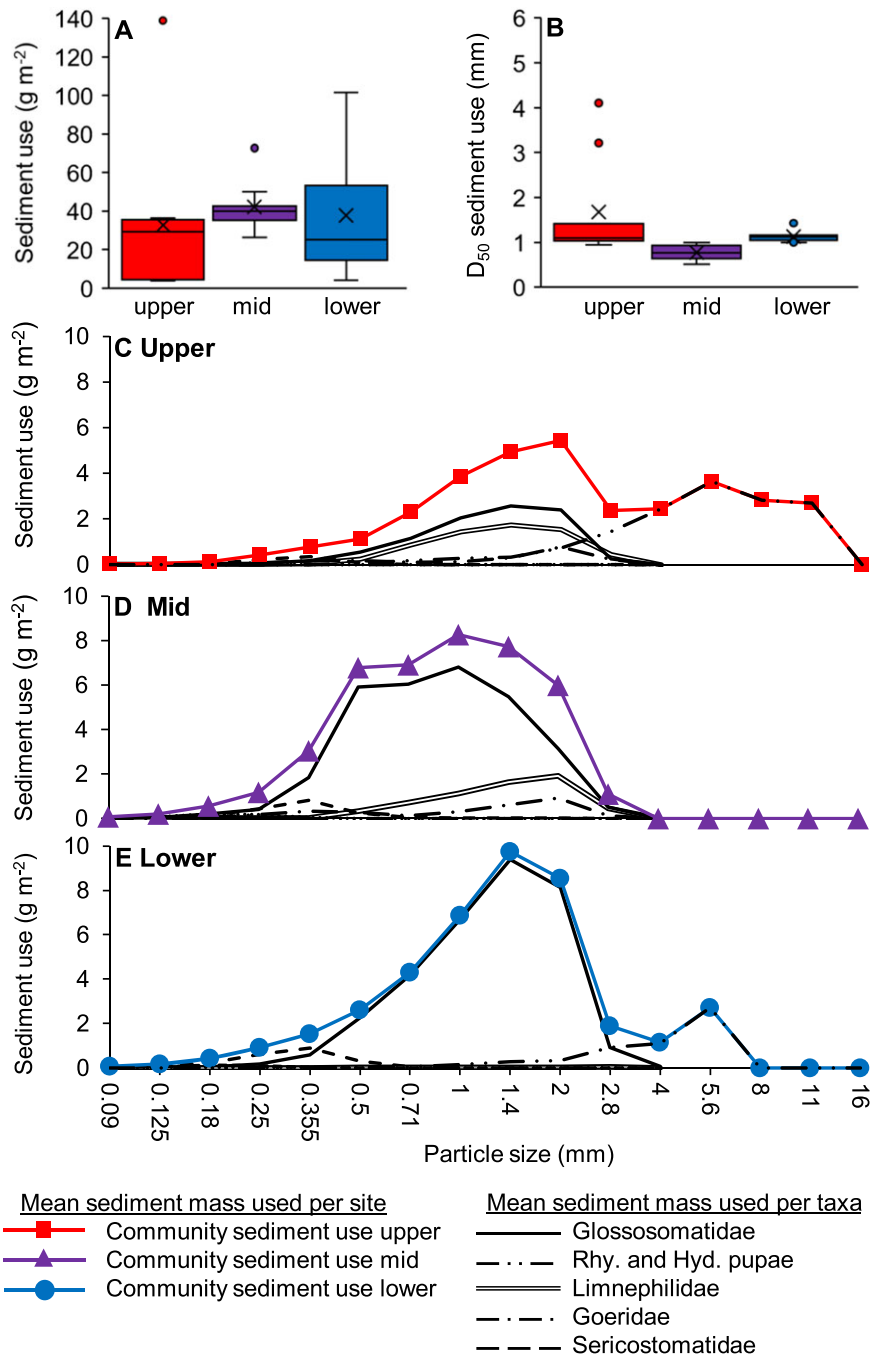 A
Sediment use (g m-2)
140
120
100
80
60
40
20
0
upper mid lower
B
D50 sediment use (mm)
6
5
4
3
2
1
0
upper mid lower
C Upper
Sediment use (g m-2)
10
8
6
4
2
0
D Mid
Sediment use (g m-2)
10
8
6
4
2
0
E Lower
Sediment use (g m-2)
10
8
6
4
2
0
0.09 0.125 0.18 0.25 0.355 0.5 0.71 1 1.4 2 2.8 4 5.6 8 11 16
Particle size (mm)
Mean sediment mass used per site
Community sediment use upper
Community sediment use mid
Community sediment use lower
Mean sediment mass used per taxa
Glossosomatidae
Rhy. and Hyd. pupae
Limnephilidae
Goeridae
Sericostomatidae